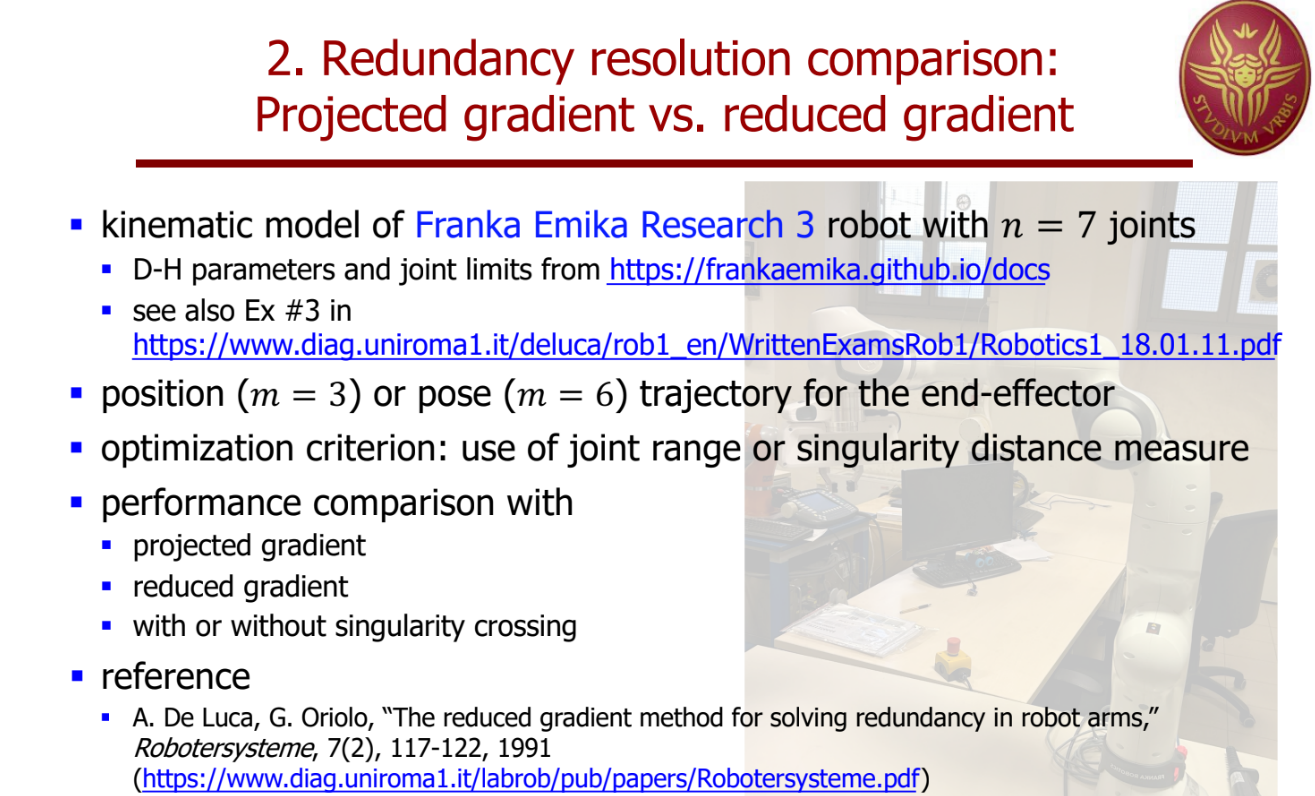 2. Redundancy resolution comparison:
Projected gradient vs. reduced gradient
STVDIVM VRBIS
▪ kinematic model of Franka Emika Research 3 robot with n = 7 joints
▪ D-H parameters and joint limits from https://frankaemika.github.io/docs
▪ see also Ex #3 in
https://www.diag.uniroma1.it/deluca/rob1_en/WrittenExamsRob1/Robotics1_18.01.11.pdf
▪ position (m = 3) or pose (m = 6) trajectory for the end-effector
▪ optimization criterion: use of joint range or singularity distance measure
▪ performance comparison with
▪ projected gradient
▪ reduced gradient
▪ with or without singularity crossing
▪ reference
▪ A. De Luca, G. Oriolo, “The reduced gradient method for solving redundancy in robot arms,”
Robotersysteme, 7(2), 117-122, 1991
(https://www.diag.uniroma1.it/labrob/pub/papers/Robotersysteme.pdf)